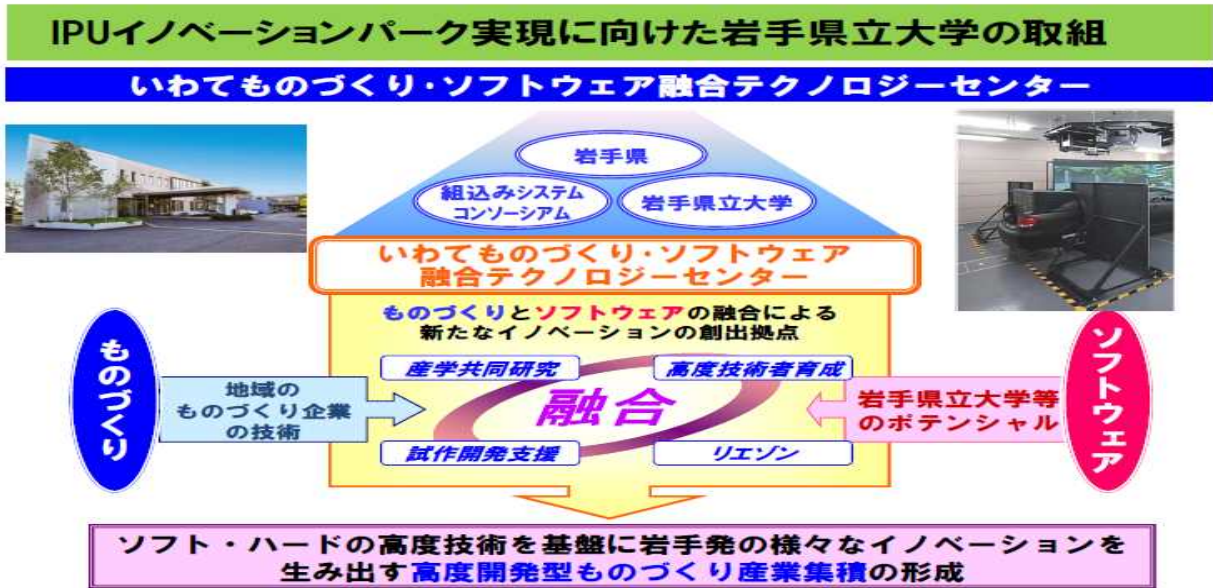 IPUイノベーションパーク実現に向けた岩手県立大学の取組
いわてものづくり・ソフトウェア融合テクノロジーセンター
岩手県
組込みシステム
コンソーシアム
岩手県立大学
いわてものづくり・ソフトウェア
融合テクノロジーセンター
ものづくりとソフトウェアの融合による
新たなイノベーションの創出拠点
ものづくり
地域の
ものづくり企業
の技術
産学共同研究
高度技術者育成
融合
試作開発支援
リエゾン
岩手県立大学等
のポテンシャル
ソフトウェア
ソフト・ハードの高度技術を基盤に岩手発の様々なイノベーションを
生み出す高度開発型ものづくり産業集積の形成